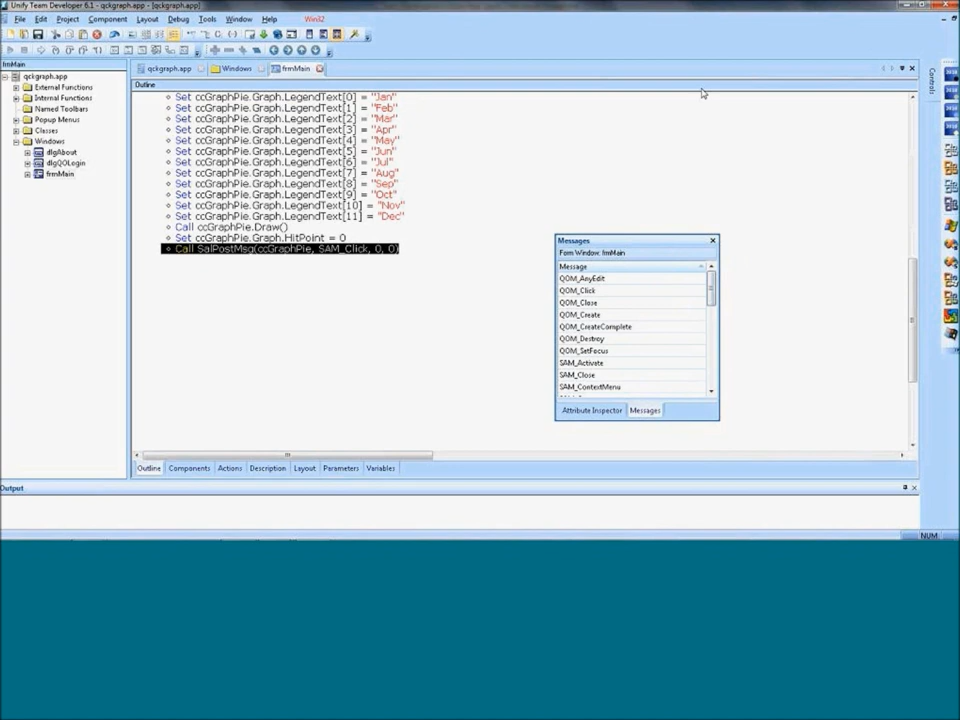 Unify Team Developer 6.1 - qckgraph.app - [qckgraph.app]
File Edit Project Component Layout Debug Tools Window Help Win32
frmMain
qckgraph.app
External Functions
Internal Functions
Named Toolbars
Popup Menus
Classes
Windows
dlgAbout
dlgQOLogin
frmMain
qckgraph.app Windows frmMain
Outline
Set ccGraphPie.Graph.LegendText[0] = "Jan"
Set ccGraphPie.Graph.LegendText[1] = "Feb"
Set ccGraphPie.Graph.LegendText[2] = "Mar"
Set ccGraphPie.Graph.LegendText[3] = "Apr"
Set ccGraphPie.Graph.LegendText[4] = "May"
Set ccGraphPie.Graph.LegendText[5] = "Jun"
Set ccGraphPie.Graph.LegendText[6] = "Jul"
Set ccGraphPie.Graph.LegendText[7] = "Aug"
Set ccGraphPie.Graph.LegendText[8] = "Sep"
Set ccGraphPie.Graph.LegendText[9] = "Oct"
Set ccGraphPie.Graph.LegendText[10] = "Nov"
Set ccGraphPie.Graph.LegendText[11] = "Dec"
Call ccGraphPie.Draw()
Set ccGraphPie.Graph.HitPoint = 0
Call SalPostMsg(ccGraphPie, SAM_Click, 0, 0)
Messages
Form Window: frmMain
Message
QOM_AnyEdit
QOM_Click
QOM_Close
QOM_Create
QOM_CreateComplete
QOM_Destroy
QOM_SetFocus
SAM_Activate
SAM_Close
SAM_ContextMenu
Attribute Inspector Messages
Controls
Outline Components Actions Description Layout Parameters Variables
Output
NUM